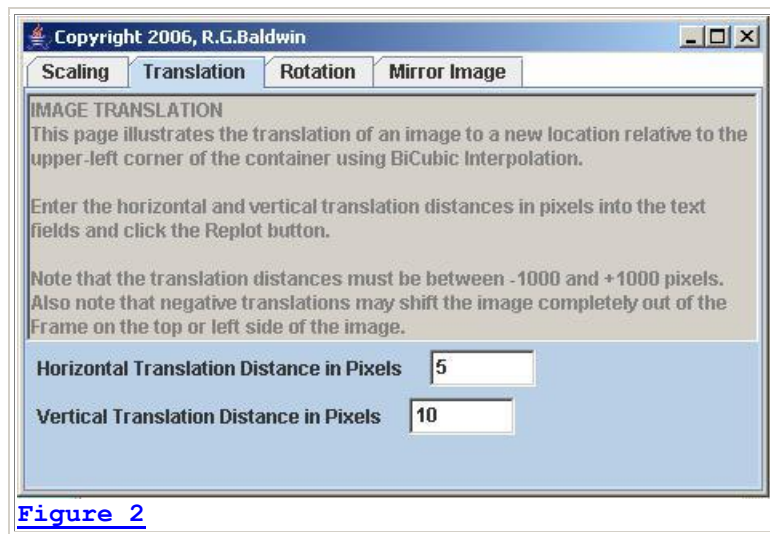 Copyright 2006, R.G.Baldwin
Scaling Translation Rotation Mirror Image
IMAGE TRANSLATION
This page illustrates the translation of an image to a new location relative to the
upper-left corner of the container using BiCubic Interpolation.
Enter the horizontal and vertical translation distances in pixels into the text
fields and click the Replot button.
Note that the translation distances must be between -1000 and +1000 pixels.
Also note that negative translations may shift the image completely out of the
Frame on the top or left side of the image.
Horizontal Translation Distance in Pixels 5
Vertical Translation Distance in Pixels 10
Figure 2